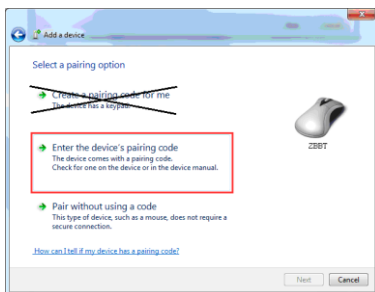 Add a device
Select a pairing option
Create a pairing code for me
The device has a keypad.
Enter the device's pairing code
The device comes with a pairing code.
Check for one on the device or in the device manual.
ZBBT
Pair without using a code
This type of device, such as a mouse, does not require a
secure connection.
How can I tell if my device has a pairing code?
Next
Cancel